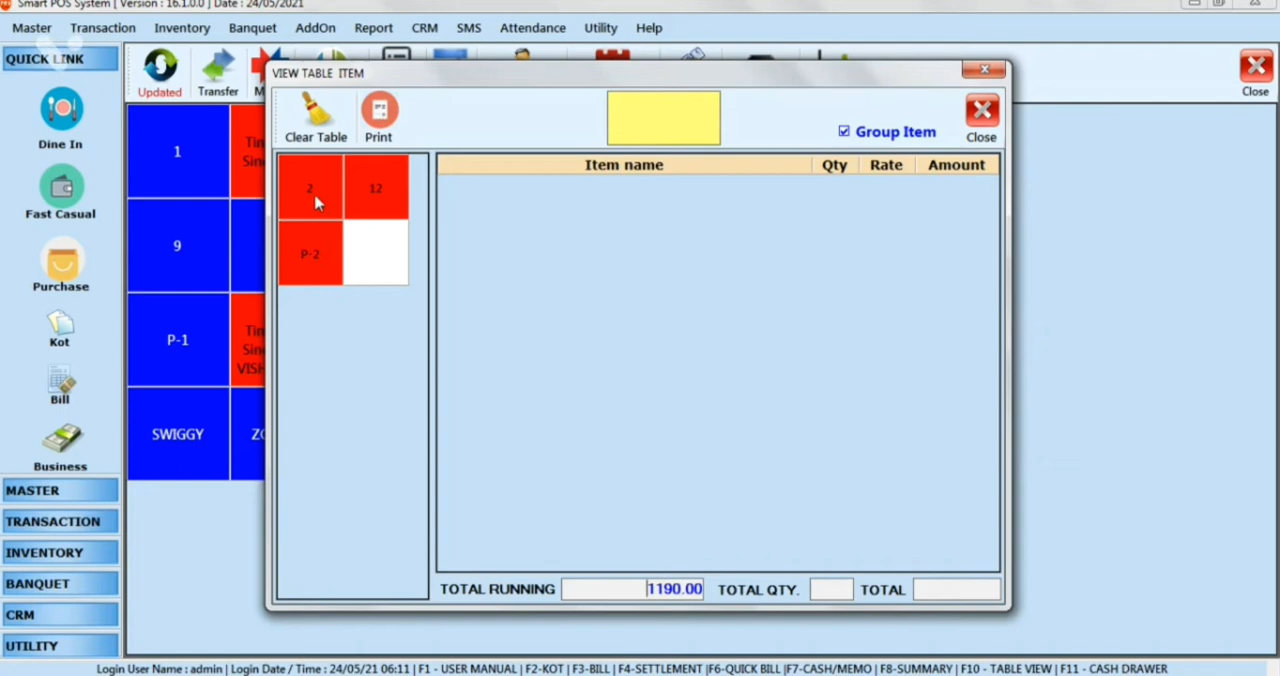 Smart POS System [ Version : 16.1.0.0 ] Date : 24/05/2021
Master Transaction Inventory Banquet AddOn Report CRM SMS Attendance Utility Help
QUICK LINK
Updated Transfer
Close
VIEW TABLE ITEM
Clear Table Print
Group Item
Close
Dine In
Fast Casual
Purchase
Kot
Bill
Business
MASTER
TRANSACTION
INVENTORY
BANQUET
CRM
UTILITY
1
9
P-1
SWIGGY
2 12
P-2
Item name Qty Rate Amount
TOTAL RUNNING 1190.00 TOTAL QTY. TOTAL
Login User Name : admin | Login Date / Time : 24/05/21 06:11 | F1 - USER MANUAL | F2-KOT | F3-BILL | F4-SETTLEMENT |F6-QUICK BILL |F7-CASH/MEMO | F8-SUMMARY | F10 - TABLE VIEW | F11 - CASH DRAWER